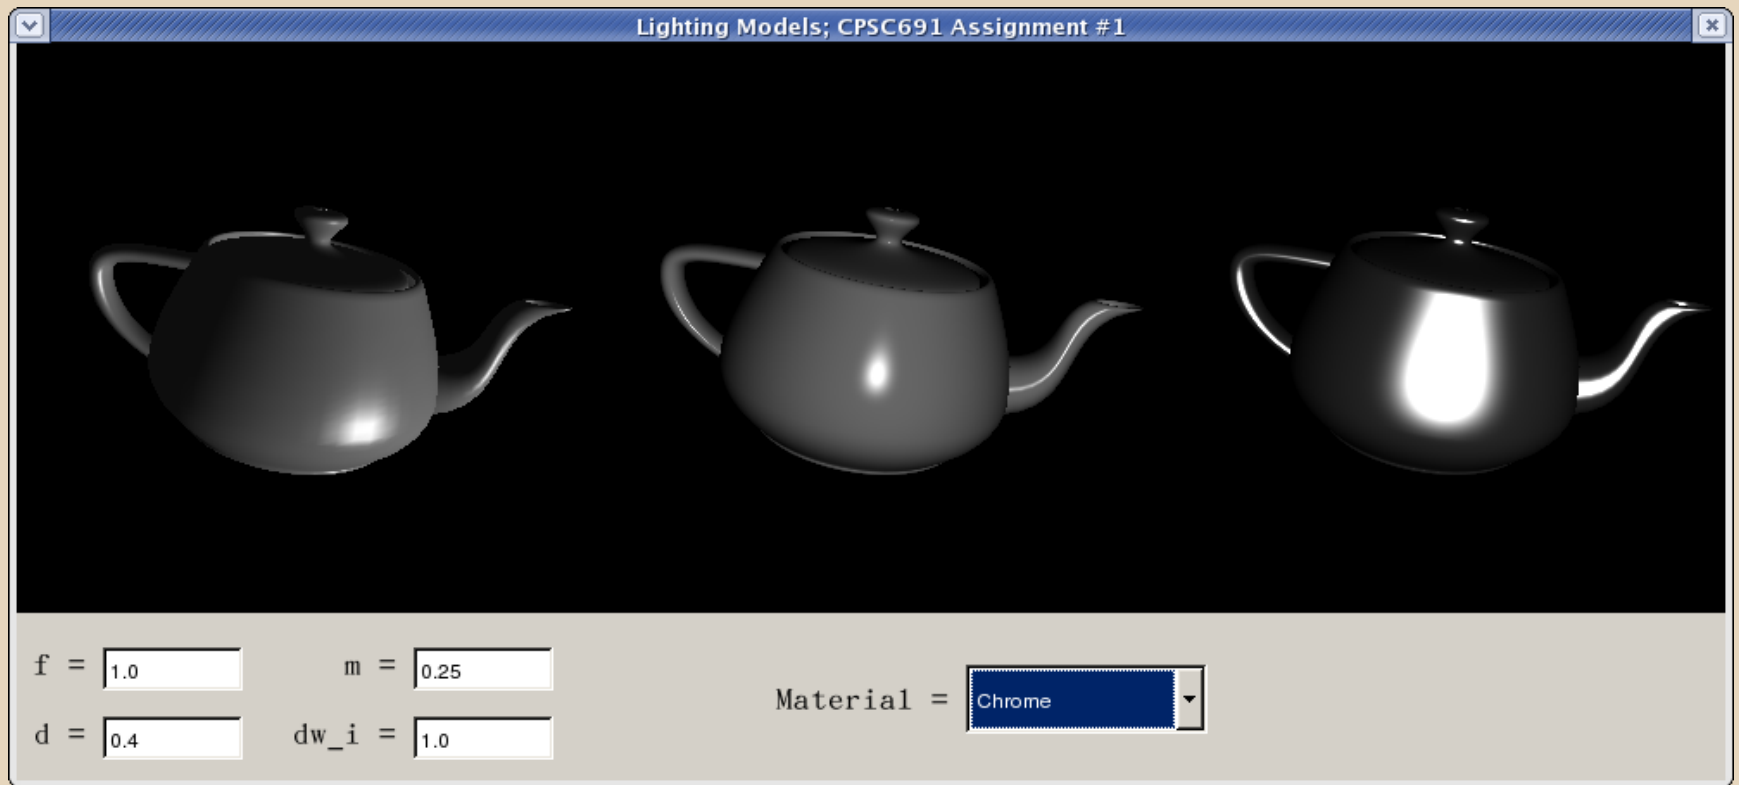 Lighting Models; CPSC691 Assignment #1
f = 1.0 m = 0.25
Material = Chrome
d = 0.4 dw_i = 1.0